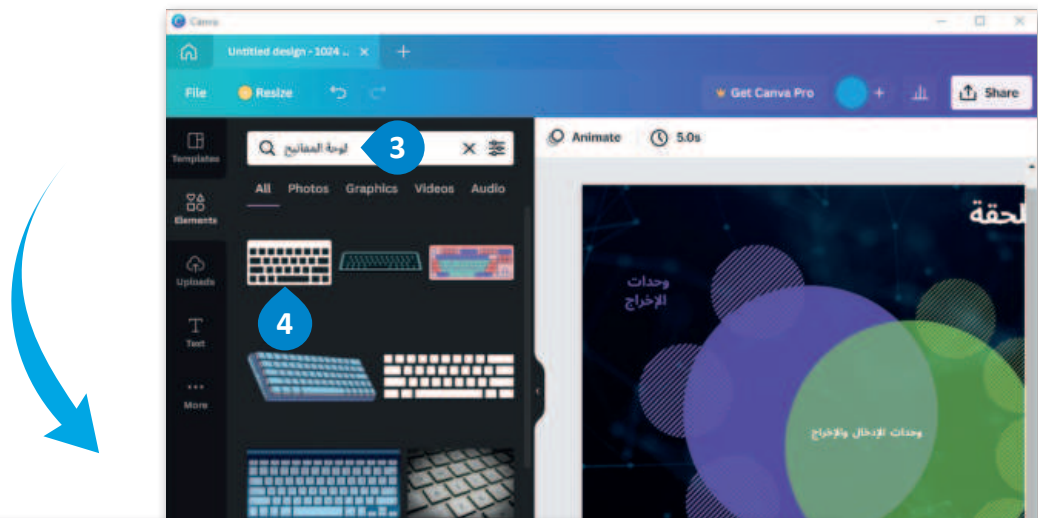 Canva
Untitled design - 1024 ...
File
Resize
Get Canva Pro
Share
Templates
Elements
Uploads
Text
More
لوحة المفاتيح
3
All Photos Graphics Videos Audio
4
Animate
5.0s
لحقة
وحدات
الإخراج
وحدات الإدخال والإخراج